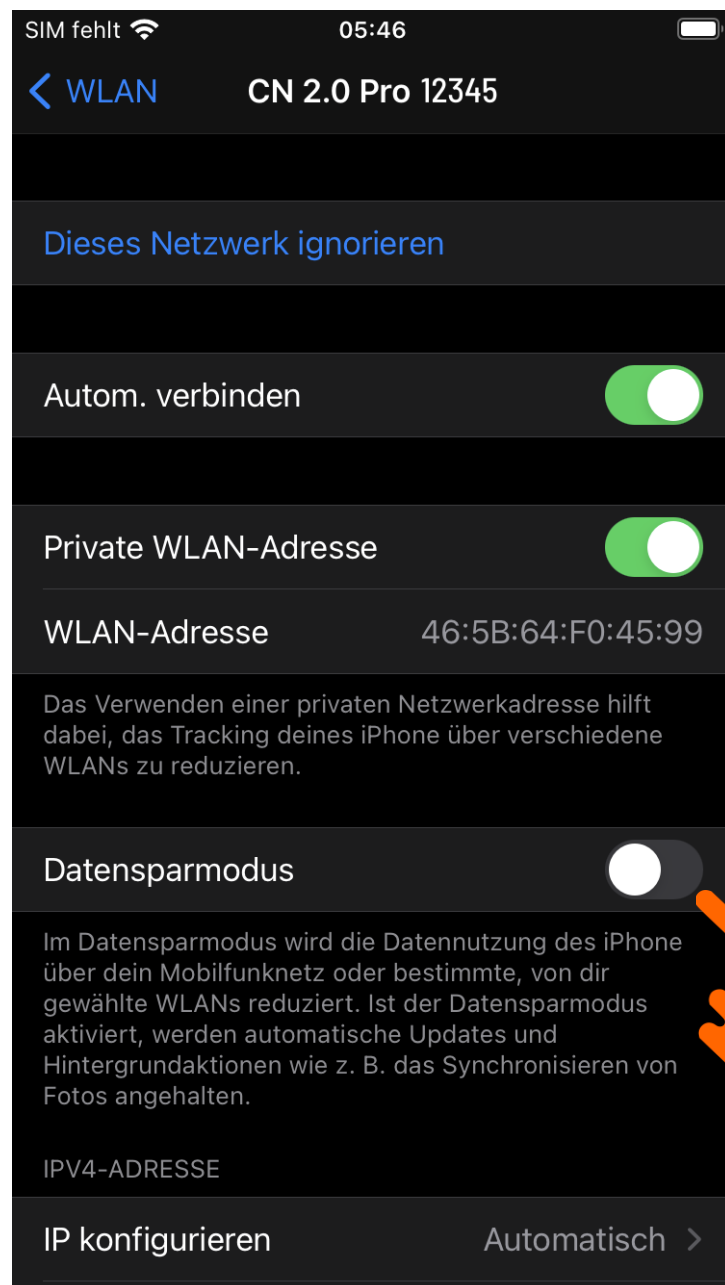 SIM fehlt 05:46
WLAN CN 2.0 Pro 12345
Dieses Netzwerk ignorieren
Autom. verbinden
Private WLAN-Adresse
WLAN-Adresse 46:5B:64:F0:45:99
Das Verwenden einer privaten Netzwerkadresse hilft
dabei, das Tracking deines iPhone über verschiedene
WLANs zu reduzieren.
Datensparmodus
Im Datensparmodus wird die Datennutzung des iPhone
über dein Mobilfunknetz oder bestimmte, von dir
gewählte WLANs reduziert. Ist der Datensparmodus
aktiviert, werden automatische Updates und
Hintergrundaktionen wie z. B. das Synchronisieren von
Fotos angehalten.
IPV4-ADRESSE
IP konfigurieren Automatisch